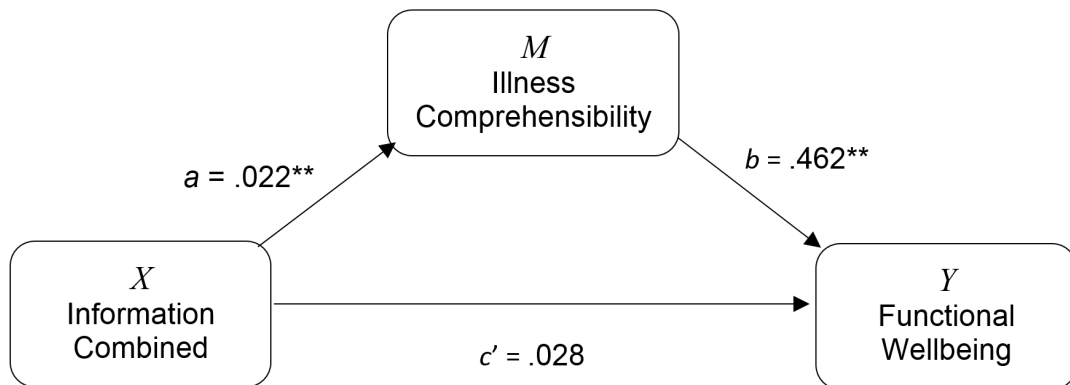 M
Illness
Comprehensibility
a = .022**
b = .462**
X
Information
Combined
Y
Functional
Wellbeing
c’ = .028